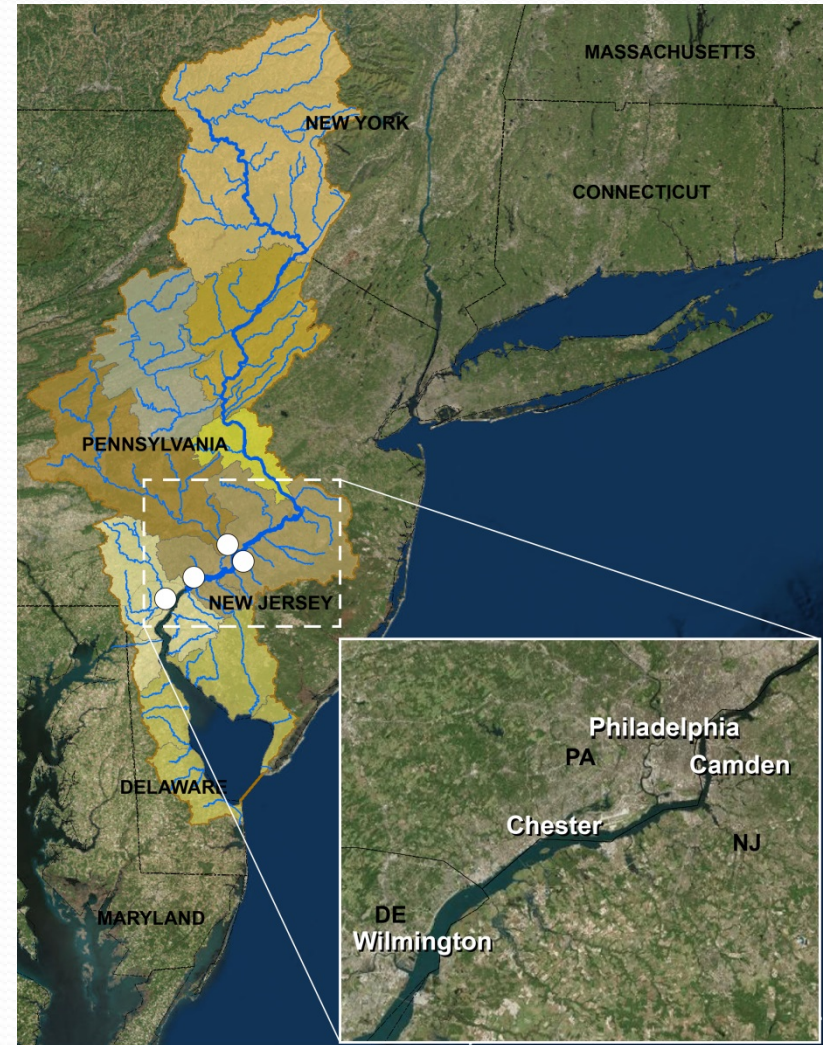 MASSACHUSETTS
NEW YORK
CONNECTICUT
PENNSYLVANIA
NEW JERSEY
DELAWARE
MARYLAND
Philadelphia
PA
Camden
Chester
NJ
DE
Wilmington